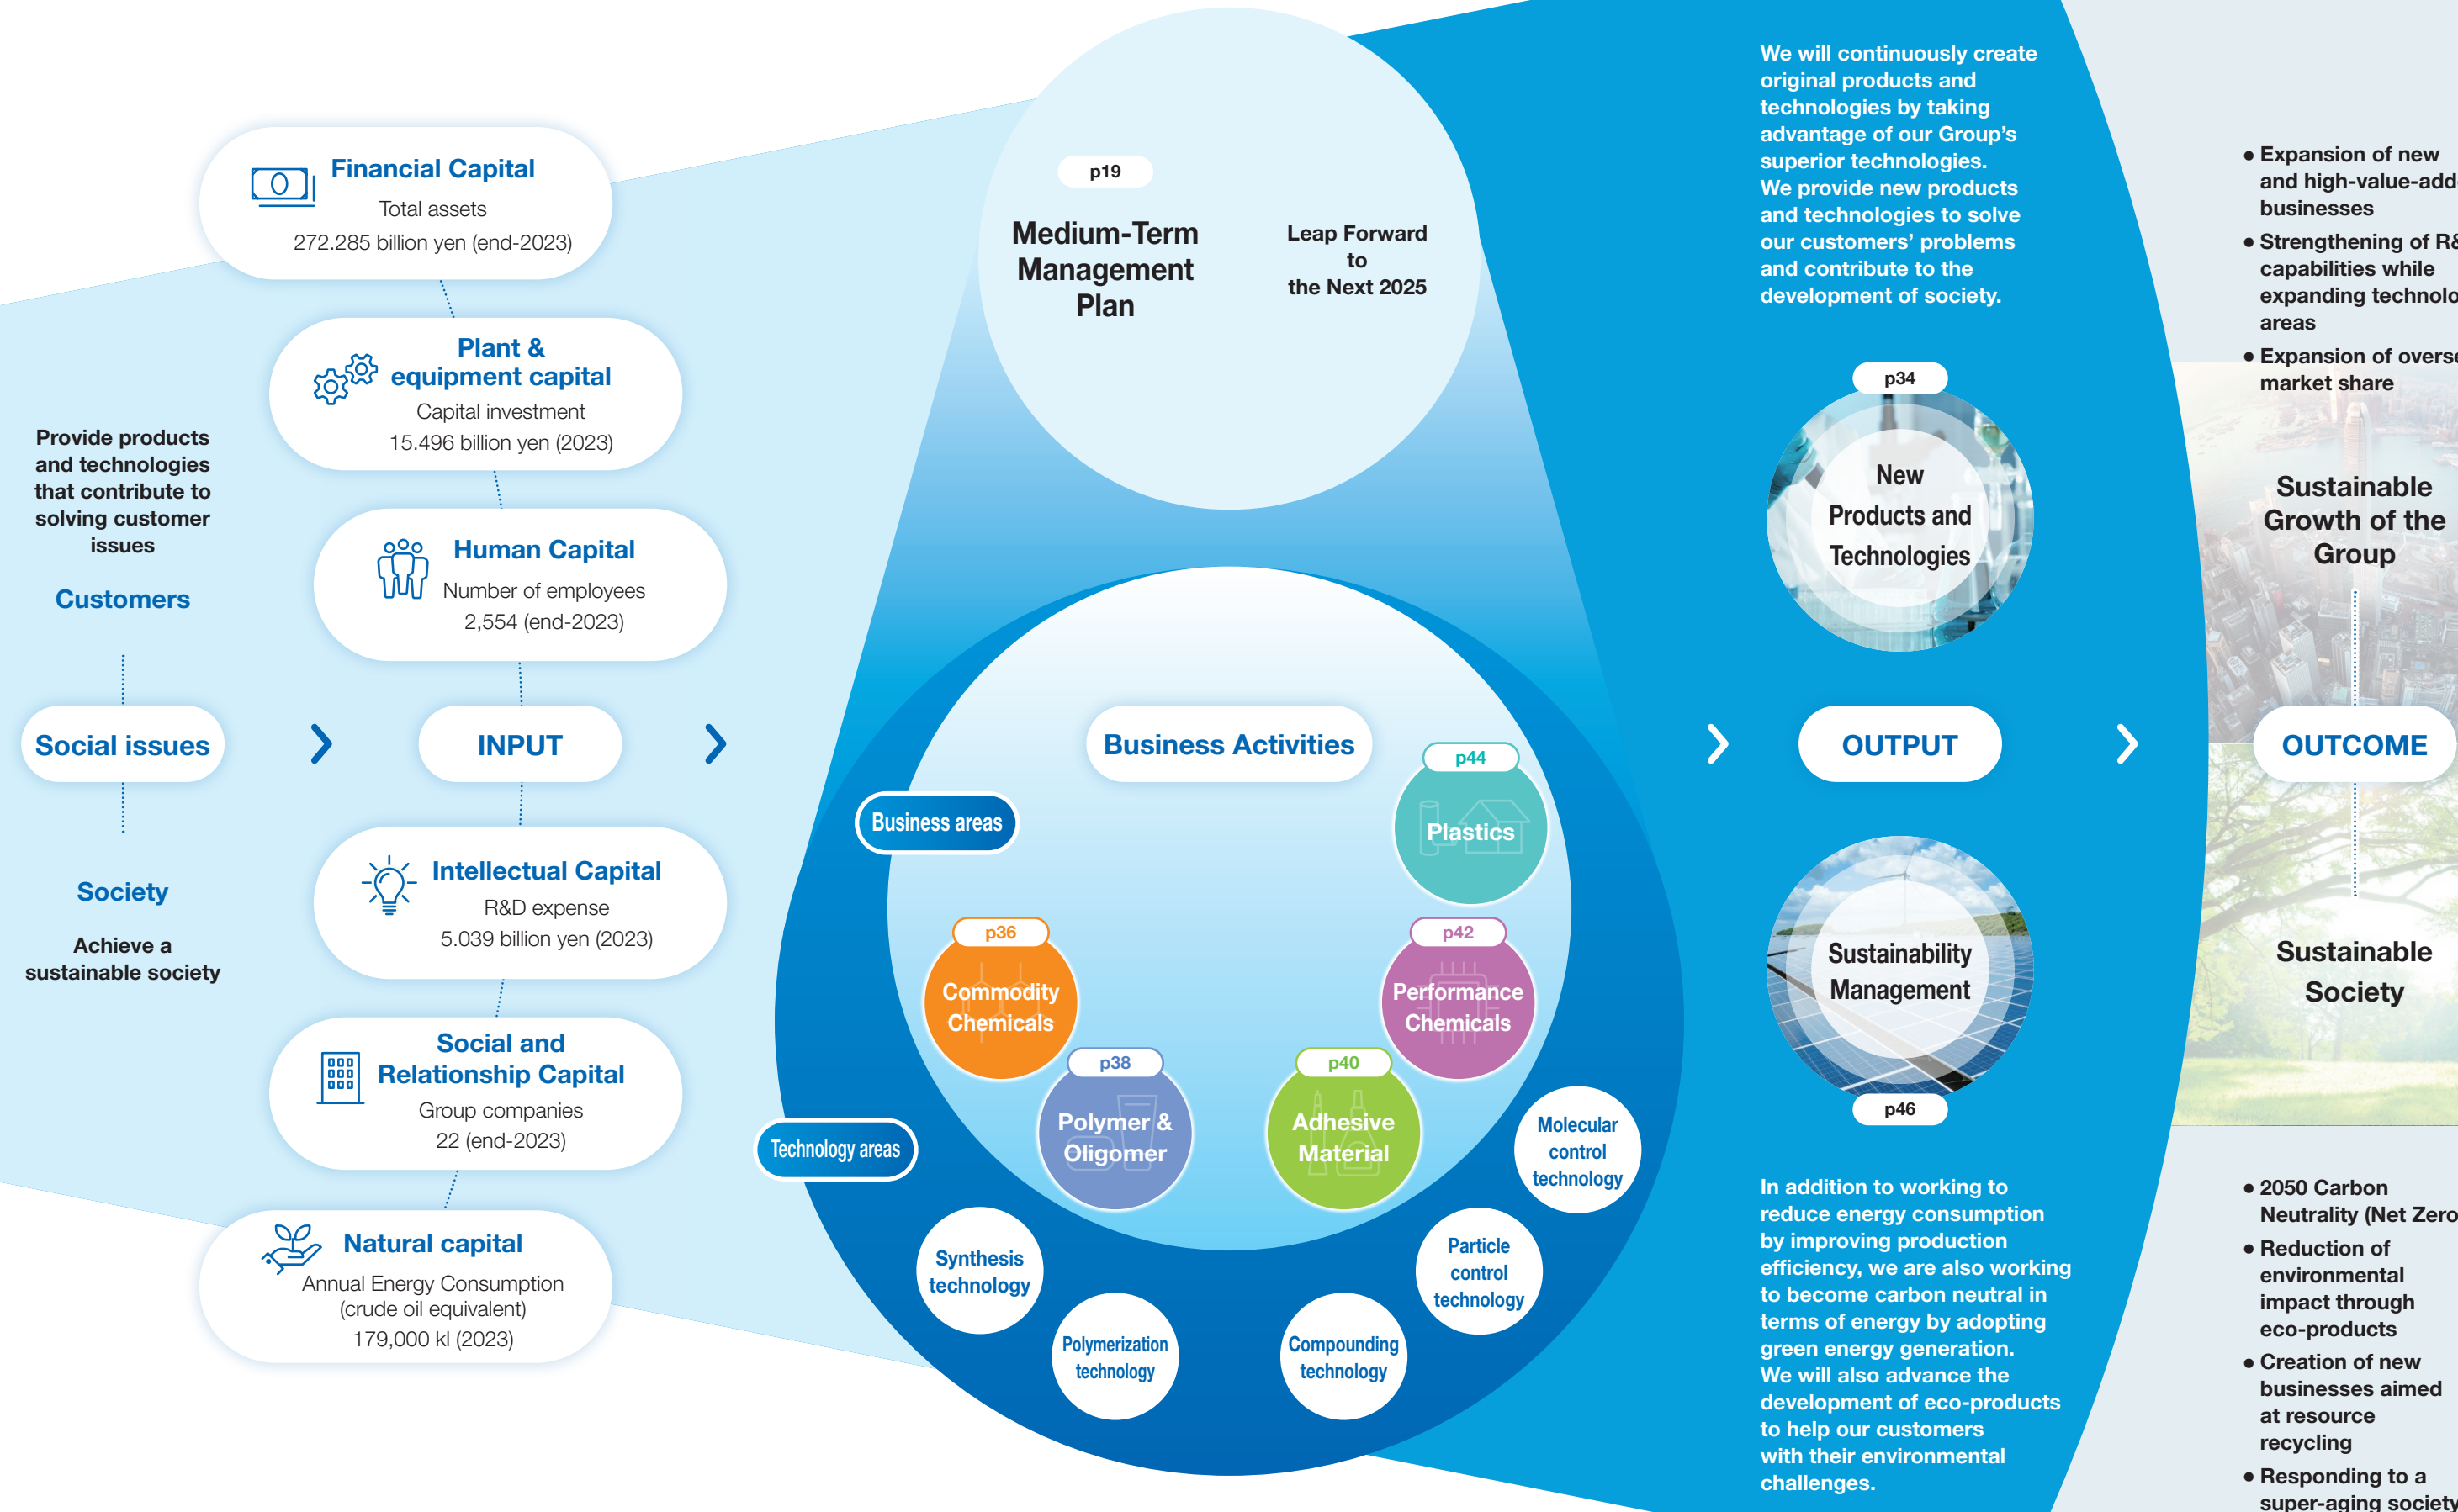 Provide products
and technologies
that contribute to
solving customer
issues
Customers
Social issues
Society
Achieve a
sustainable society
Financial Capital
Total assets
272.285 billion yen (end-2023)
Plant &
equipment capital
Capital investment
15.496 billion yen (2023)
Human Capital
Number of employees
2,554 (end-2023)
INPUT
Intellectual Capital
R&D expense
5.039 billion yen (2023)
Social and
Relationship Capital
Group companies
22 (end-2023)
Natural capital
Annual Energy Consumption
(crude oil equivalent)
179,000 kl (2023)
p19
Medium-Term
Management
Plan
Leap Forward
to
the Next 2025
Business Activities
Business areas
p44
Plastics
p36
Commodity
Chemicals
p42
Performance
Chemicals
p38
Polymer &
Oligomer
p40
Adhesive
Material
Technology areas
Synthesis
technology
Polymerization
technology
Compounding
technology
Particle
control
technology
Molecular
control
technology
We will continuously create
original products and
technologies by taking
advantage of our Group's
superior technologies.
We provide new products
and technologies to solve
our customers' problems
and contribute to the
development of society.
p34
New
Products and
Technologies
OUTPUT
Sustainability
Management
p46
In addition to working to
reduce energy consumption
by improving production
efficiency, we are also working
to become carbon neutral in
terms of energy by adopting
green energy generation.
We will also advance the
development of eco-products
to help our customers
with their environmental
challenges.
● Expansion of new
and high-value-add
businesses
● Strengthening of R&
capabilities while
expanding technolo
areas
● Expansion of overse
market share
Sustainable
Growth of the
Group
OUTCOME
Sustainable
Society
● 2050 Carbon
Neutrality (Net Zero
● Reduction of
environmental
impact through
eco-products
● Creation of new
businesses aimed
at resource
recycling
● Responding to a
super-aging society